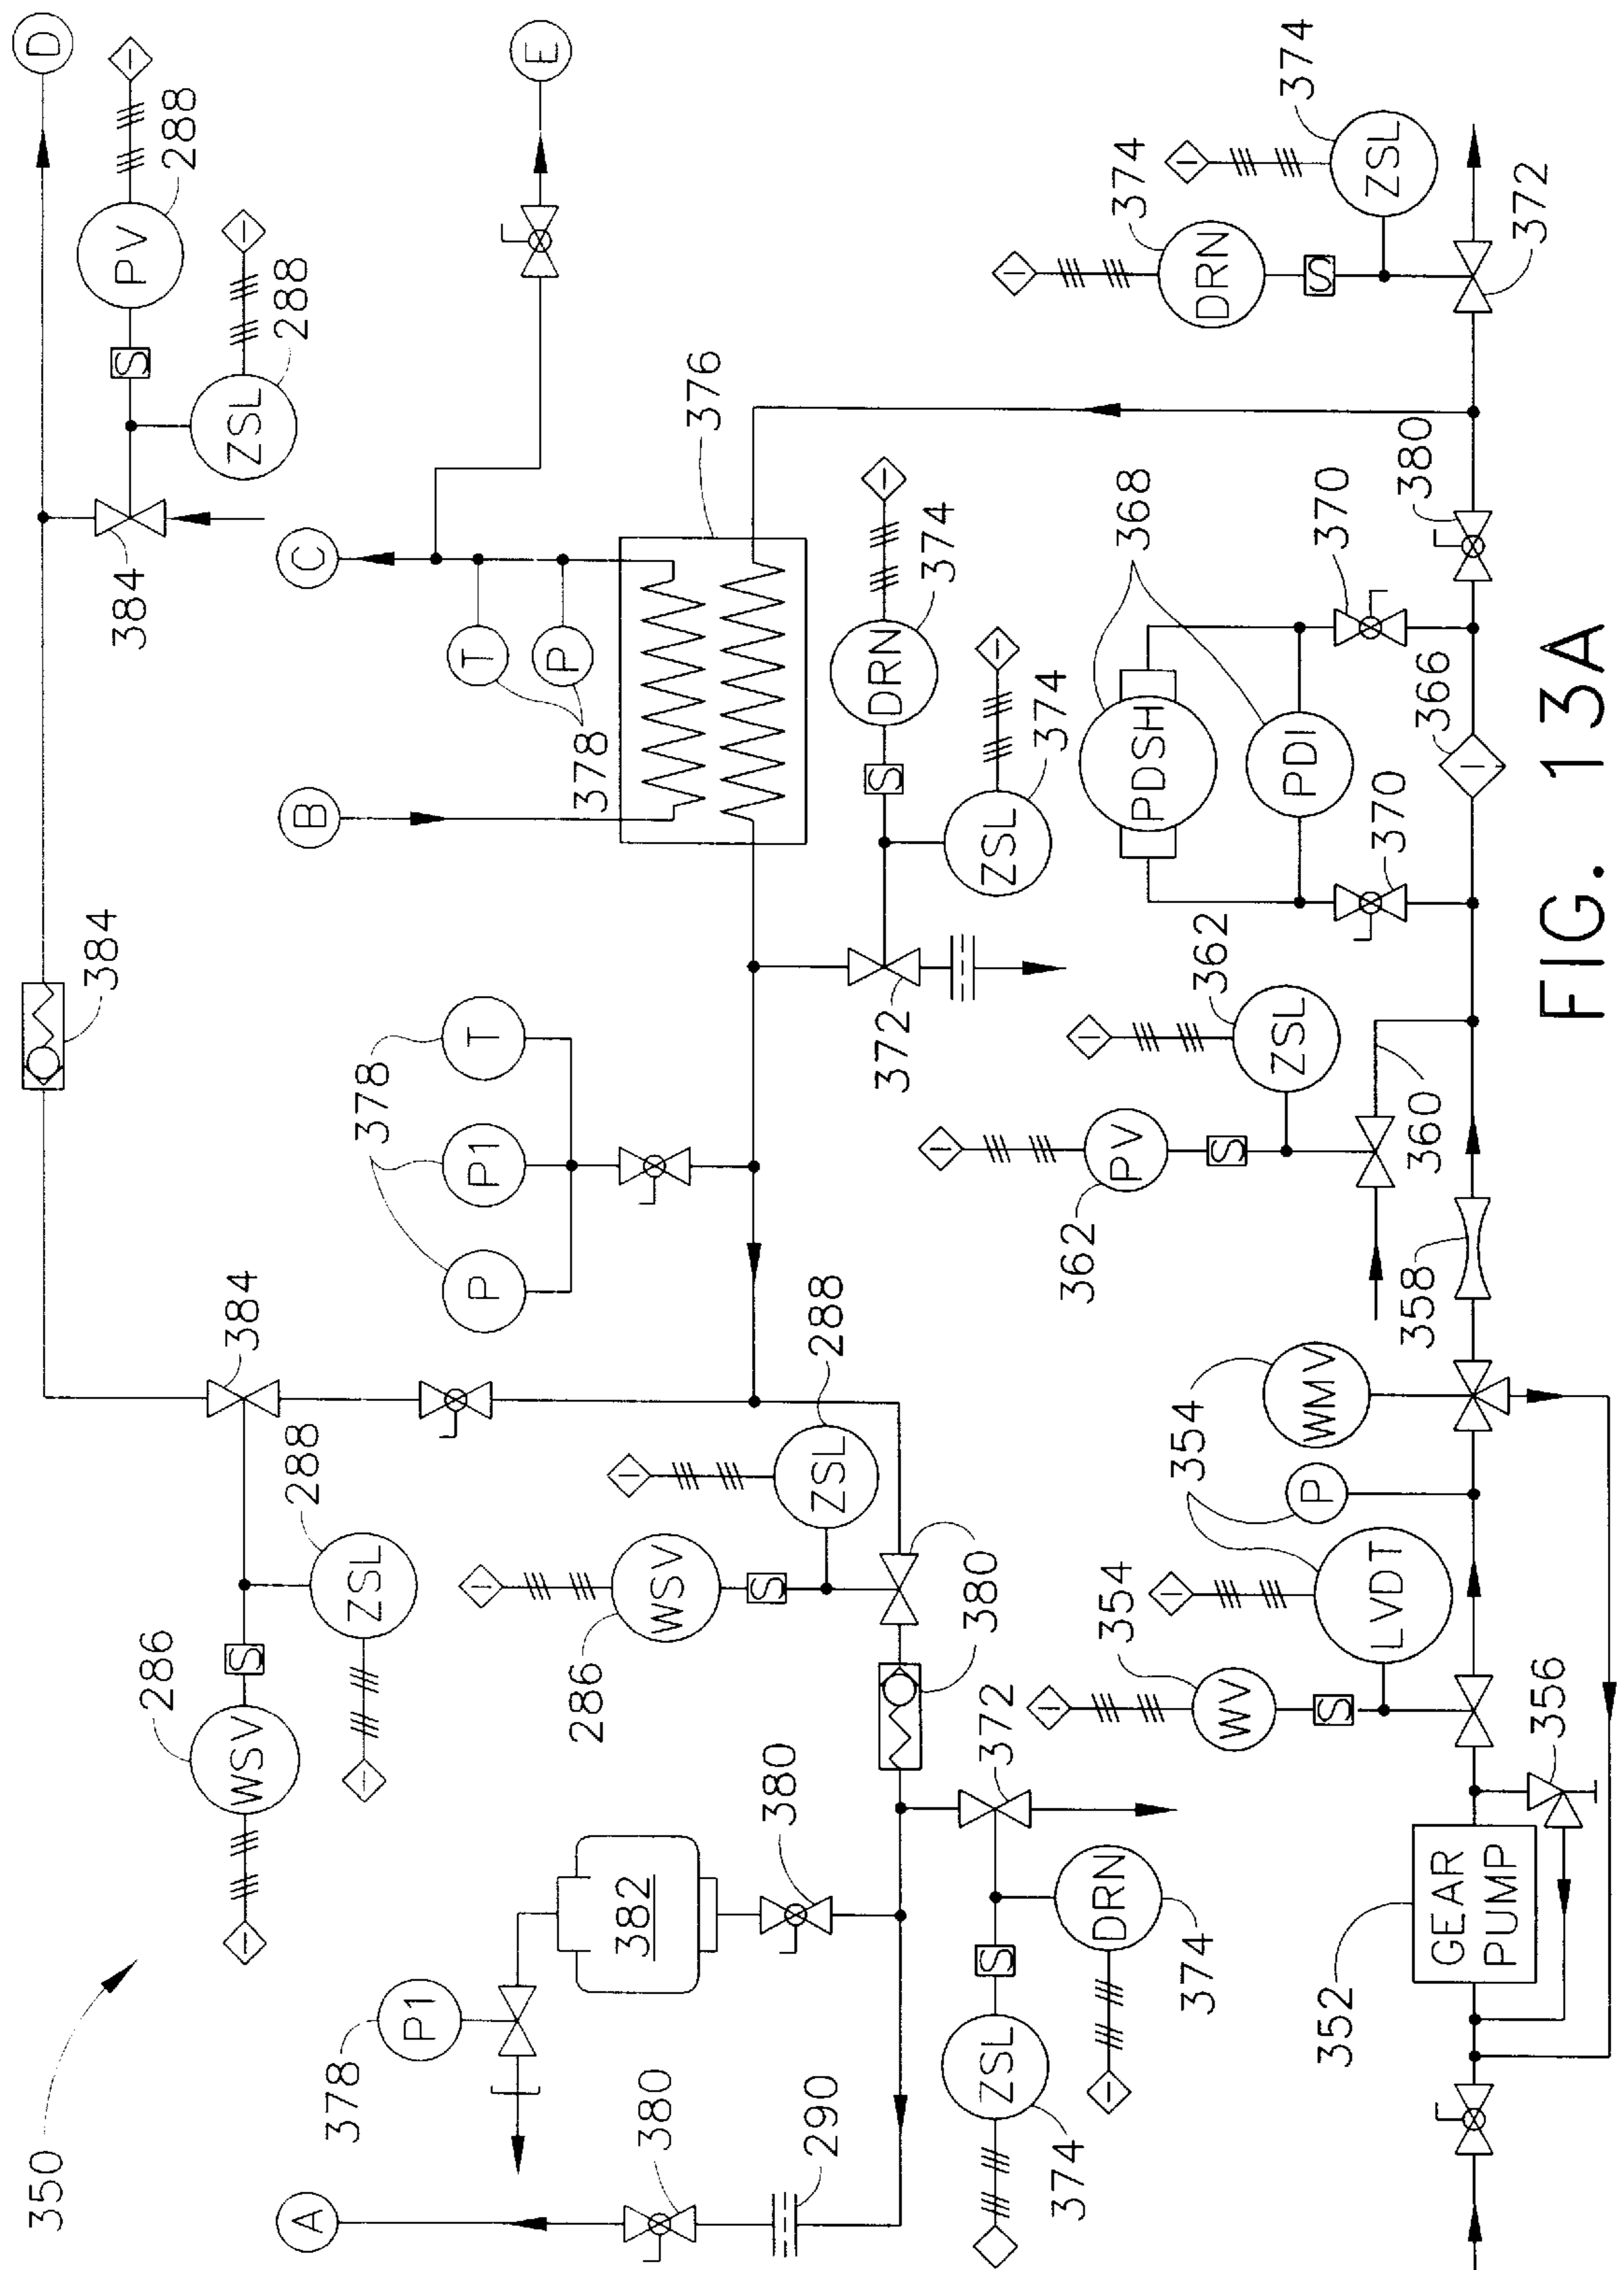 D
PV
288
ZSL
288
384
E
C
B
T
P
378
376
384
DRN
374
ZSL
374
372
DRN
374
ZSL
374
372
T
P1
P
378
384
WSV
286
ZSL
288
S
S
S
S
WSV
286
ZSL
288
S
380
PDSH
PDI
368
370
370
366
380
PV
362
ZSL
362
S
360
358
WMV
354
P
LVDT
WV
354
S
356
GEAR
PUMP
352
372
DRN
374
ZSL
374
S
380
382
P1
378
380
290
A
350
FIG. 13A